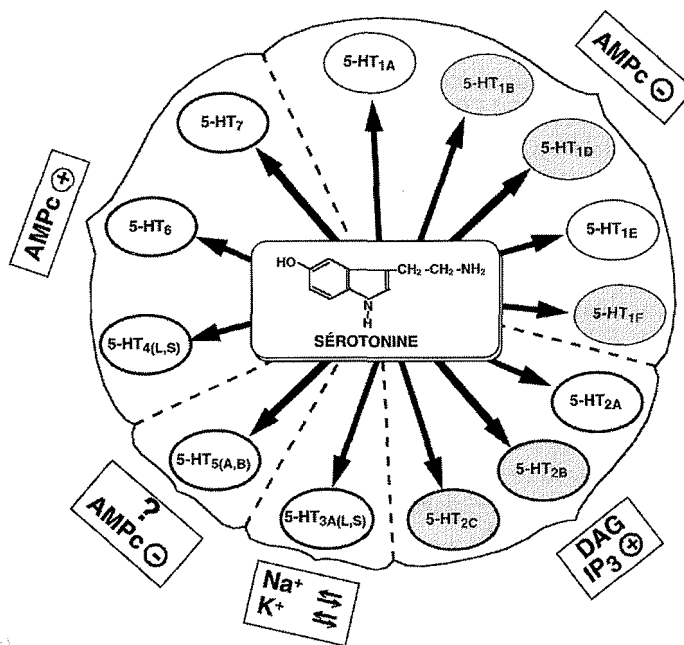 5-HT1A
AMPc ⊖
5-HT1B
5-HT7
5-HT1D
AMPc ⊕
5-HT6
5-HT1E
HO
CH2-CH2-NH2
N
H
SÉROTONINE
5-HT1F
5-HT4(L,S)
5-HT2A
5-HT5(A,B)
5-HT2B
5-HT3A(L,S)
5-HT2C
?
AMPc ⊖
DAG
IP3 ⊕
Na+ ⇌
K+ ⇌